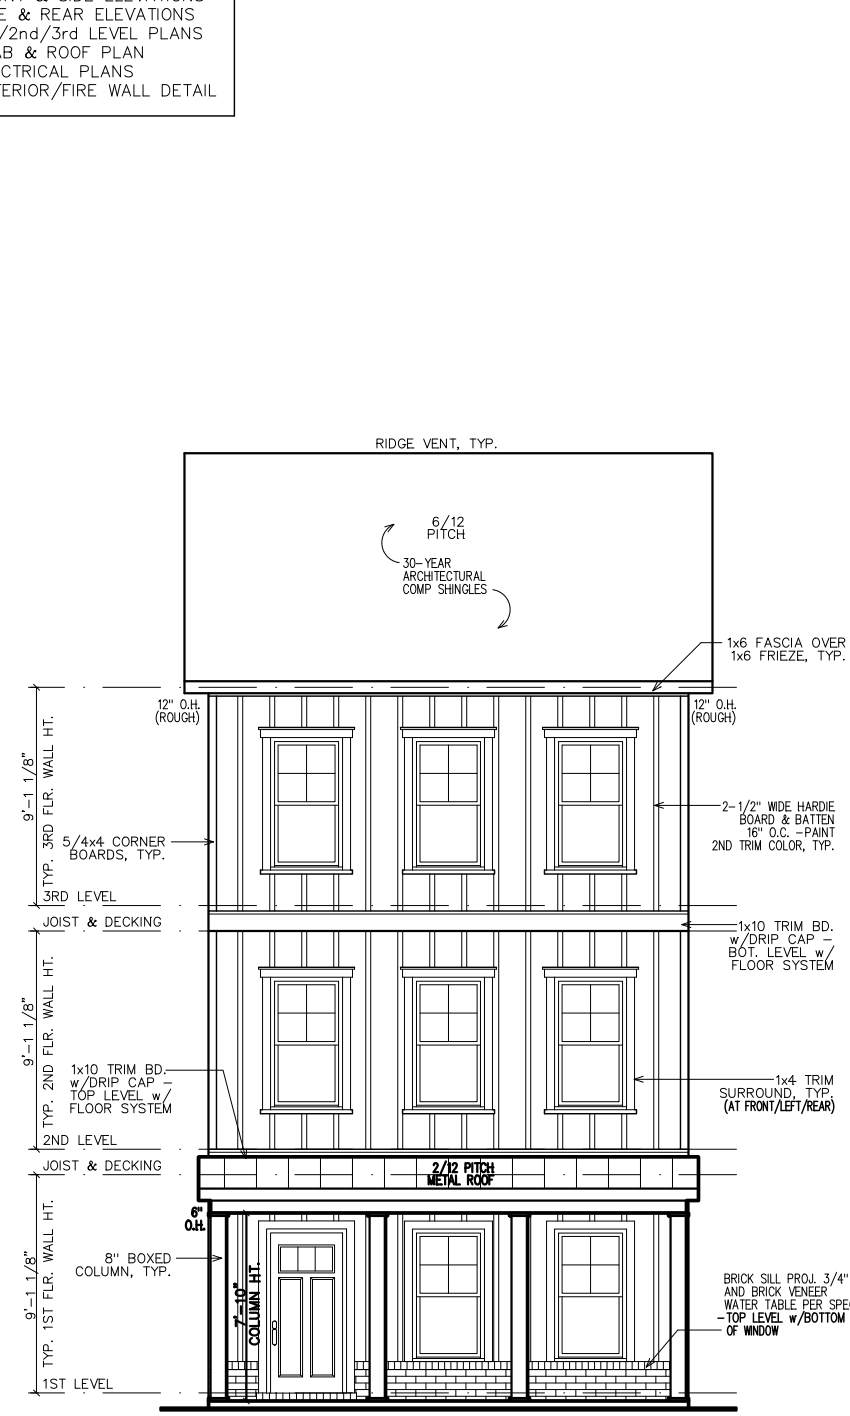 & REAR ELEVATIONS
/2nd/3rd LEVEL PLANS
& ROOF PLAN
PLANS
/FIRE WALL DETAIL
RIDGE VENT, TYP.
6/12
PITCH
30-YEAR
ARCHITECTURAL
COMP SHINGLES
1x6 FASCIA OVER
1x6 FRIEZE, TYP.
12" O.H.
(ROUGH)
12" O.H.
(ROUGH)
9'-1 1/8"
TYP. 3RD FLR. WALL HT.
2-1/2" WIDE HARDIE
BOARD & BATTEN
16" O.C. -PAINT
2ND TRIM COLOR, TYP.
5/4x4 CORNER
BOARDS, TYP.
3RD LEVEL
JOIST & DECKING
1x10 TRIM BD.
w/DRIP CAP -
BOT. LEVEL w/
FLOOR SYSTEM
9'-1 1/8"
TYP. 2ND FLR. WALL HT.
1x10 TRIM BD.
w/DRIP CAP -
TOP LEVEL w/
FLOOR SYSTEM
1x4 TRIM
SURROUND, TYP.
(AT FRONT/LEFT/REAR)
2ND LEVEL
JOIST & DECKING
2/12 PITCH
METAL ROOF
6"
O.H.
9'-1 1/8"
TYP. 1ST FLR. WALL HT.
8" BOXED
COLUMN, TYP.
7'-10"
COLUMN HT.
BRICK SILL PROJ. 3/4"
AND BRICK VENEER
WATER TABLE PER
-TOP LEVEL w/BOTTOM
OF WINDOW
1ST LEVEL